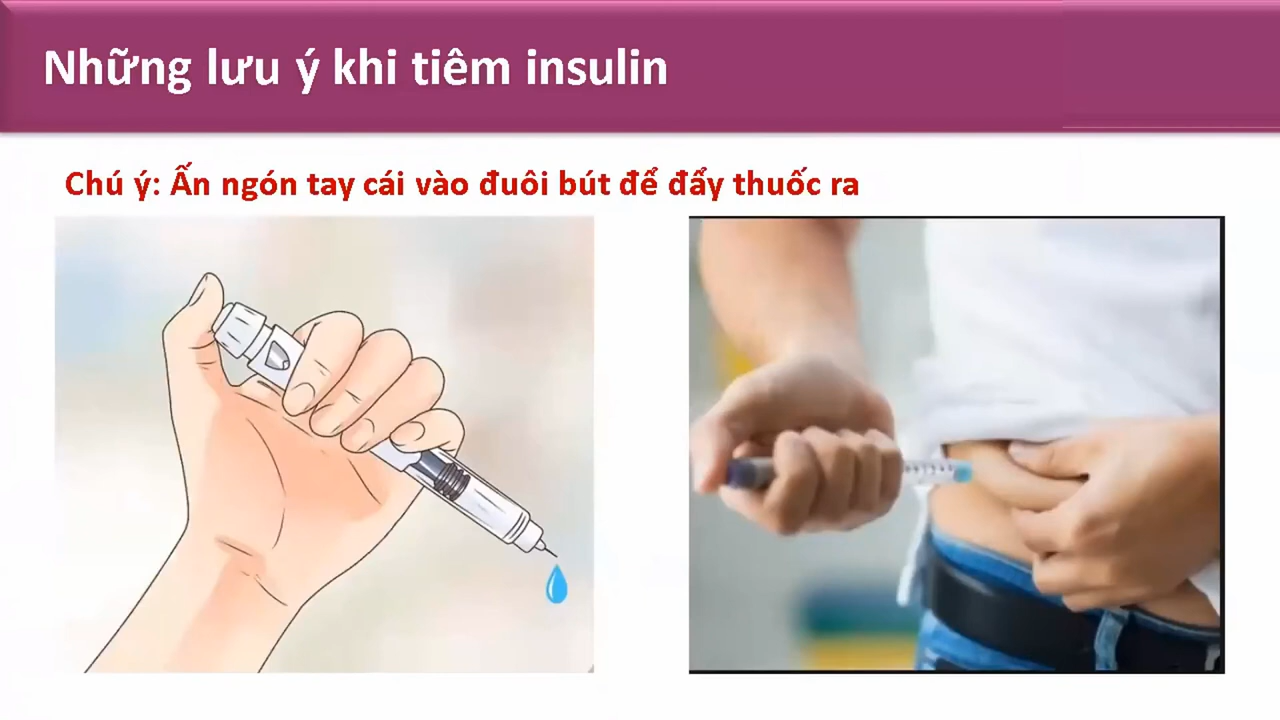 Những lưu ý khi tiêm insulin
Chú ý: Ấn ngón tay cái vào đuôi bút để đẩy thuốc ra